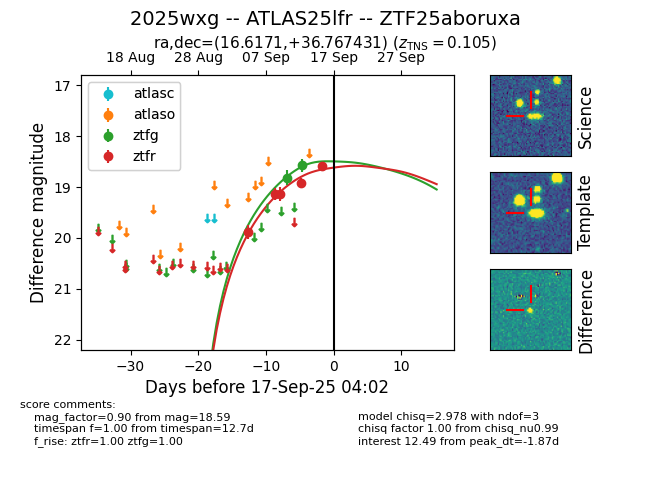 2025wxg -- ATLAS25lfr -- ZTF25aboruxa
ra,dec=(16.6171,+36.767431) (z_TNS = 0.105)
18 Aug 28 Aug 07 Sep 17 Sep 27 Sep
atlasc
atlaso
ztfg
ztfr
Difference magnitude
17
18
19
20
21
22
−30 −20 −10 0 10
Days before 17-Sep-25 04:02
Science
Template
Difference
score comments:
mag_factor=0.90 from mag=18.59
timespan f=1.00 from timespan=12.7d
f_rise: ztfr=1.00 ztfg=1.00
model chisq=2.978 with ndof=3
chisq factor 1.00 from chisq_nu0.99
interest 12.49 from peak_dt=-1.87d